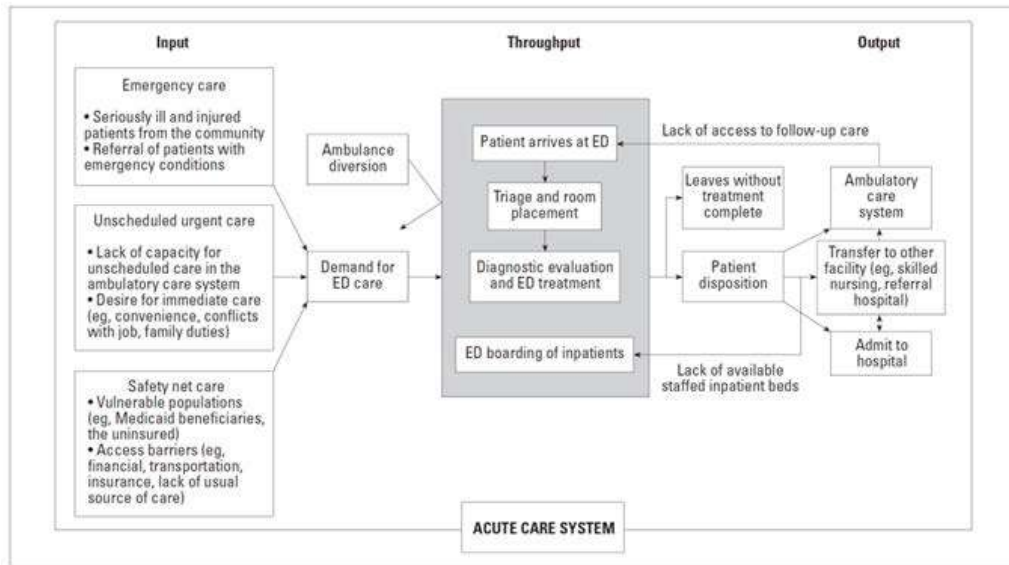 Input
Throughput
Output
Emergency care
• Seriously ill and injured
patients from the community
• Referral of patients with
emergency conditions
Unscheduled urgent care
• Lack of capacity for
unscheduled care in the
ambulatory care system
• Desire for immediate care
(eg, convenience, conflicts
with job, family duties)
Safety net care
• Vulnerable populations
(eg, Medicaid beneficiaries,
the uninsured)
• Access barriers (eg,
financial, transportation,
insurance, lack of usual
source of care)
Ambulance
diversion
Demand for
ED care
Patient arrives at ED
Triage and room
placement
Diagnostic evaluation
and ED treatment
ED boarding of inpatients
Lack of access to follow-up care
Leaves without
treatment
complete
Patient
disposition
Lack of available
staffed inpatient beds
Ambulatory
care
system
Transfer to other
facility (eg, skilled
nursing, referral
hospital)
Admit to
hospital
ACUTE CARE SYSTEM